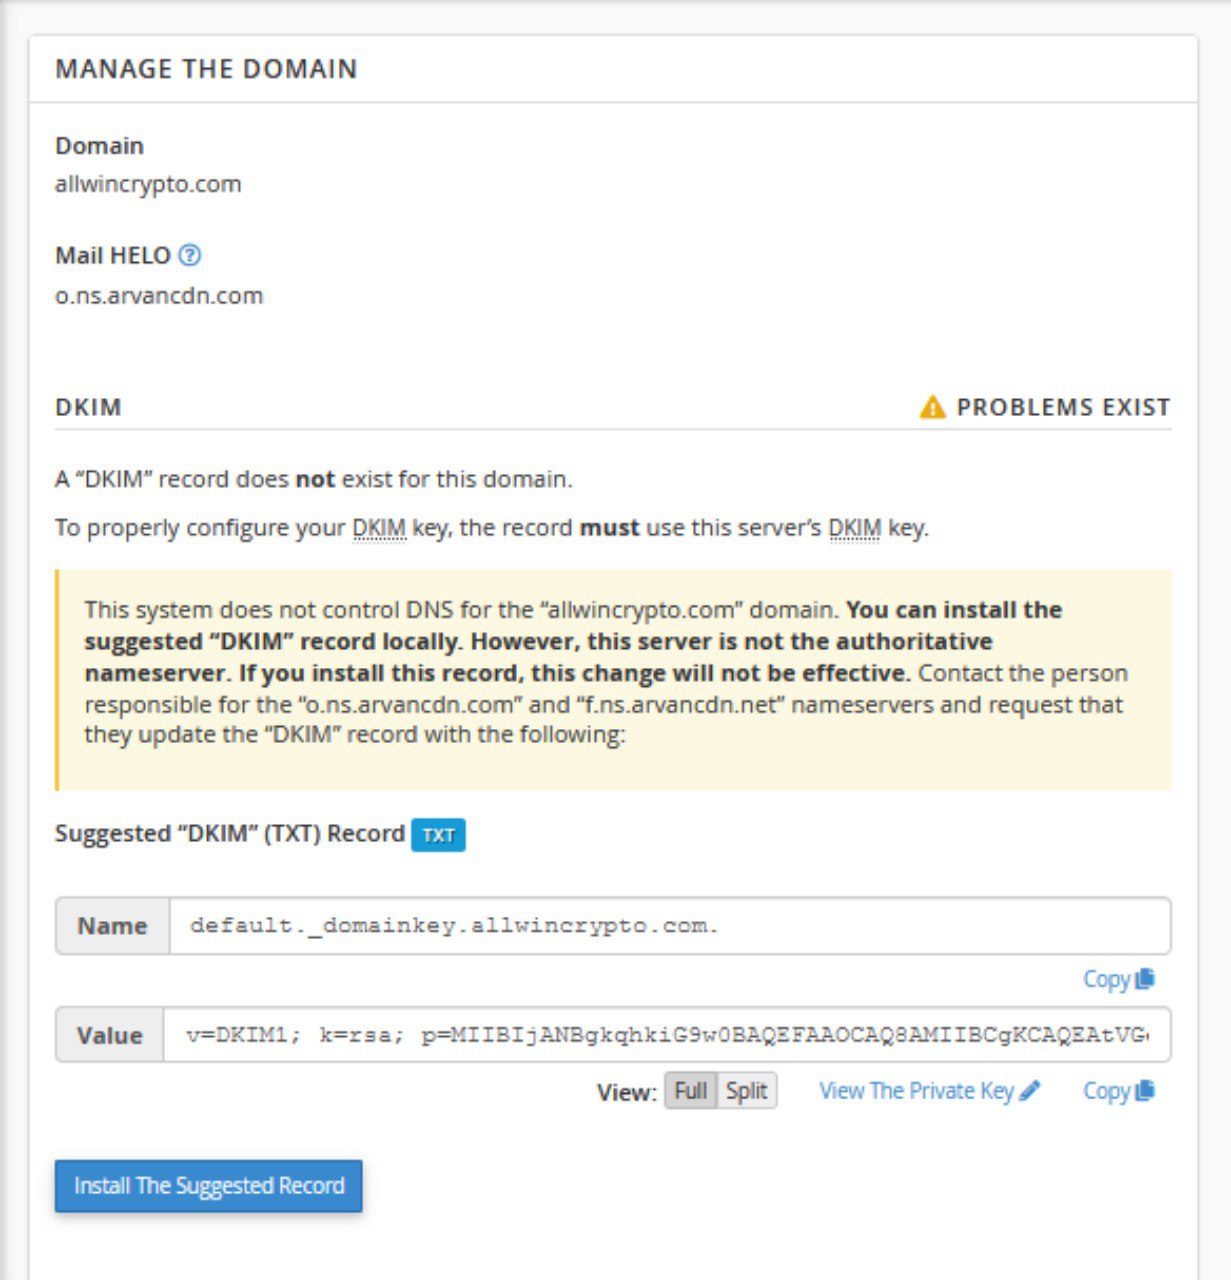 MANAGE THE DOMAIN
Domain
allwincrypto.com
Mail HELO
o.ns.arvancdn.com
DKIM
PROBLEMS EXIST
A “DKIM” record does not exist for this domain.
To properly configure your DKIM key, the record must use this server’s DKIM key.
This system does not control DNS for the “allwincrypto.com” domain. You can install the
suggested “DKIM” record locally. However, this server is not the authoritative
nameserver. If you install this record, this change will not be effective. Contact the person
responsible for the “o.ns.arvancdn.com” and “f.ns.arvancdn.net” nameservers and request that
they update the “DKIM” record with the following:
Suggested “DKIM” (TXT) Record TXT
Name default._domainkey.allwincrypto.com.
Copy
Value v=DKIM1; k=rsa; p=MIIBIjANBgkqhkiG9w0BAQEFAAOCAQ8AMIIBCgKCAQEAtVG
View: Full Split View The Private Key Copy
Install The Suggested Record